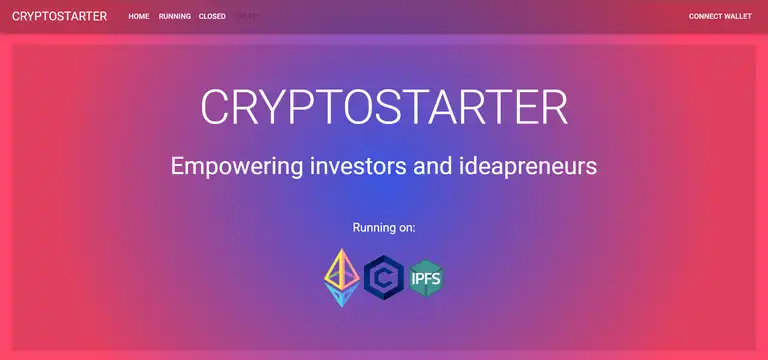 CRYPTOSTARTER HOME RUNNING CLOSED CONNECT WALLET
CRYPTOSTARTER
Empowering investors and ideapreneurs
Running on:
C IPFS